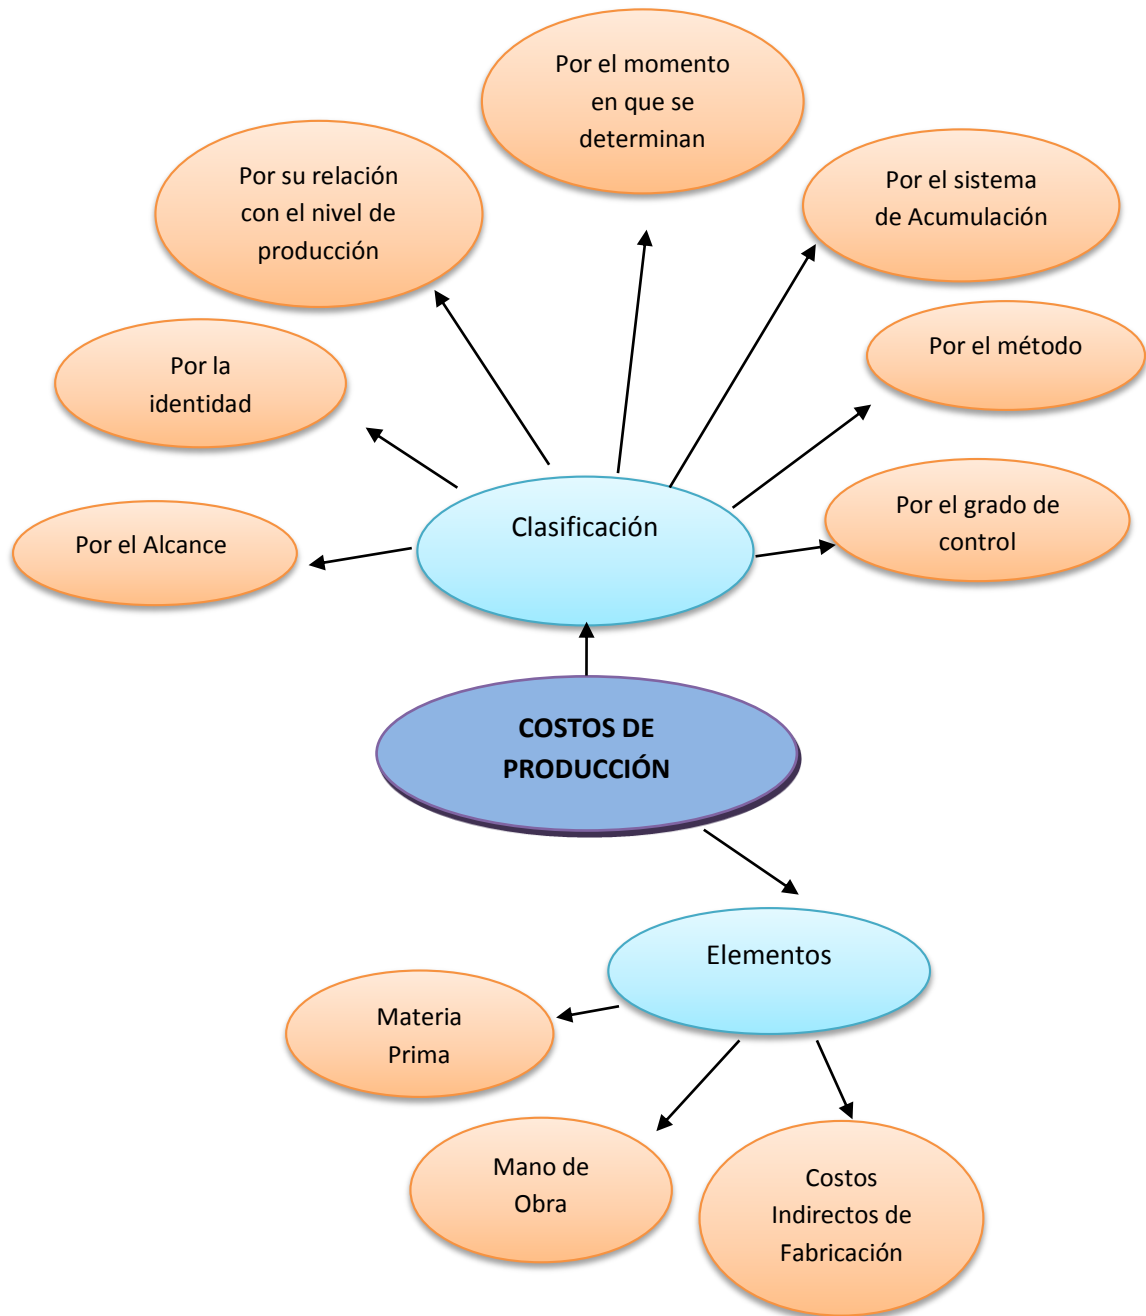 Por el momento
en que se
determinan
Por su relación
con el nivel de
producción
Por el sistema
de Acumulación
Por la
identidad
Por el método
Por el Alcance
Clasificación
Por el grado de
control
COSTOS DE
PRODUCCIÓN
Elementos
Materia
Prima
Mano de
Obra
Costos
Indirectos de
Fabricación